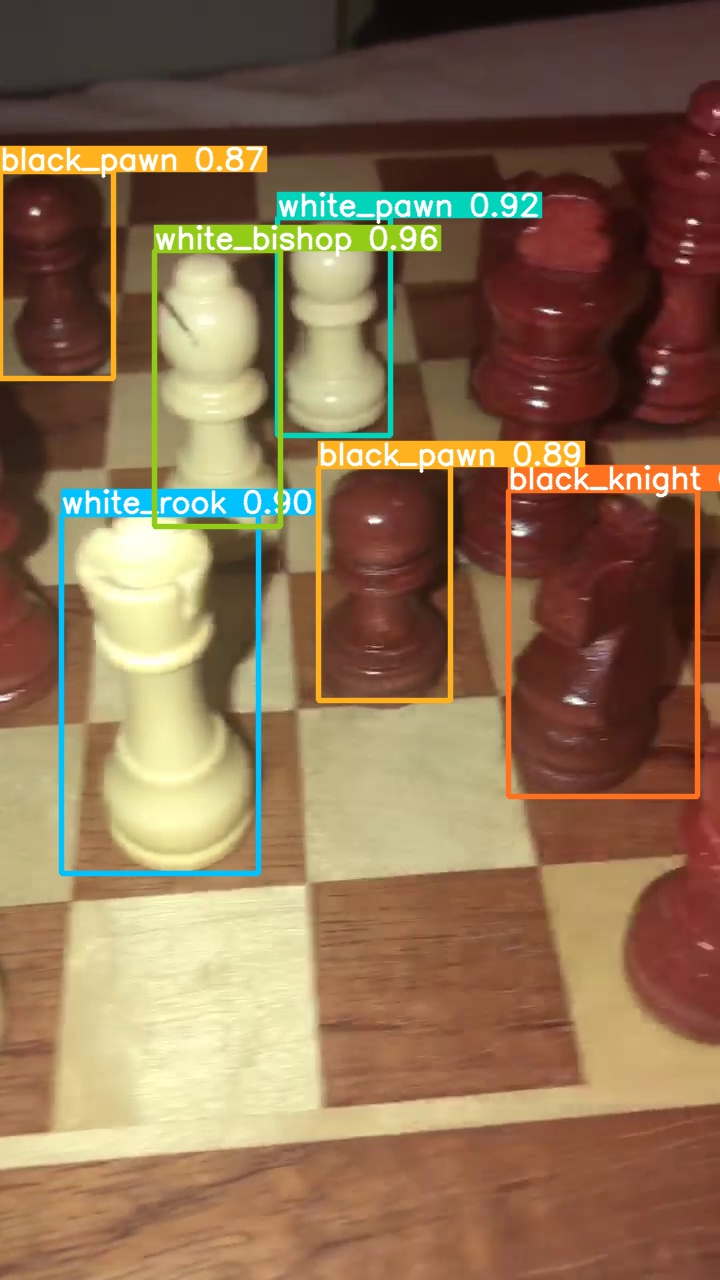 black_pawn 0.87
white_pawn 0.92
white_bishop 0.96
black_pawn 0.89
black_knight
white_rook 0.90